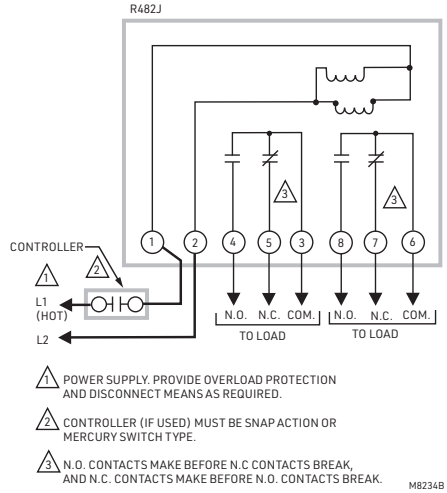 R482J
3
3
1
2
4
5
3
8
7
6
CONTROLLER
1
2
L1
(HOT)
L2
N.O. N.C. COM.
N.O. N.C. COM.
TO LOAD
TO LOAD
1 POWER SUPPLY. PROVIDE OVERLOAD PROTECTION
AND DISCONNECT MEANS AS REQUIRED.
2 CONTROLLER (IF USED) MUST BE SNAP ACTION OR
MERCURY SWITCH TYPE.
3 N.O. CONTACTS MAKE BEFORE N.C CONTACTS BREAK,
AND N.C. CONTACTS MAKE BEFORE N.O. CONTACTS BREAK.
M8234B